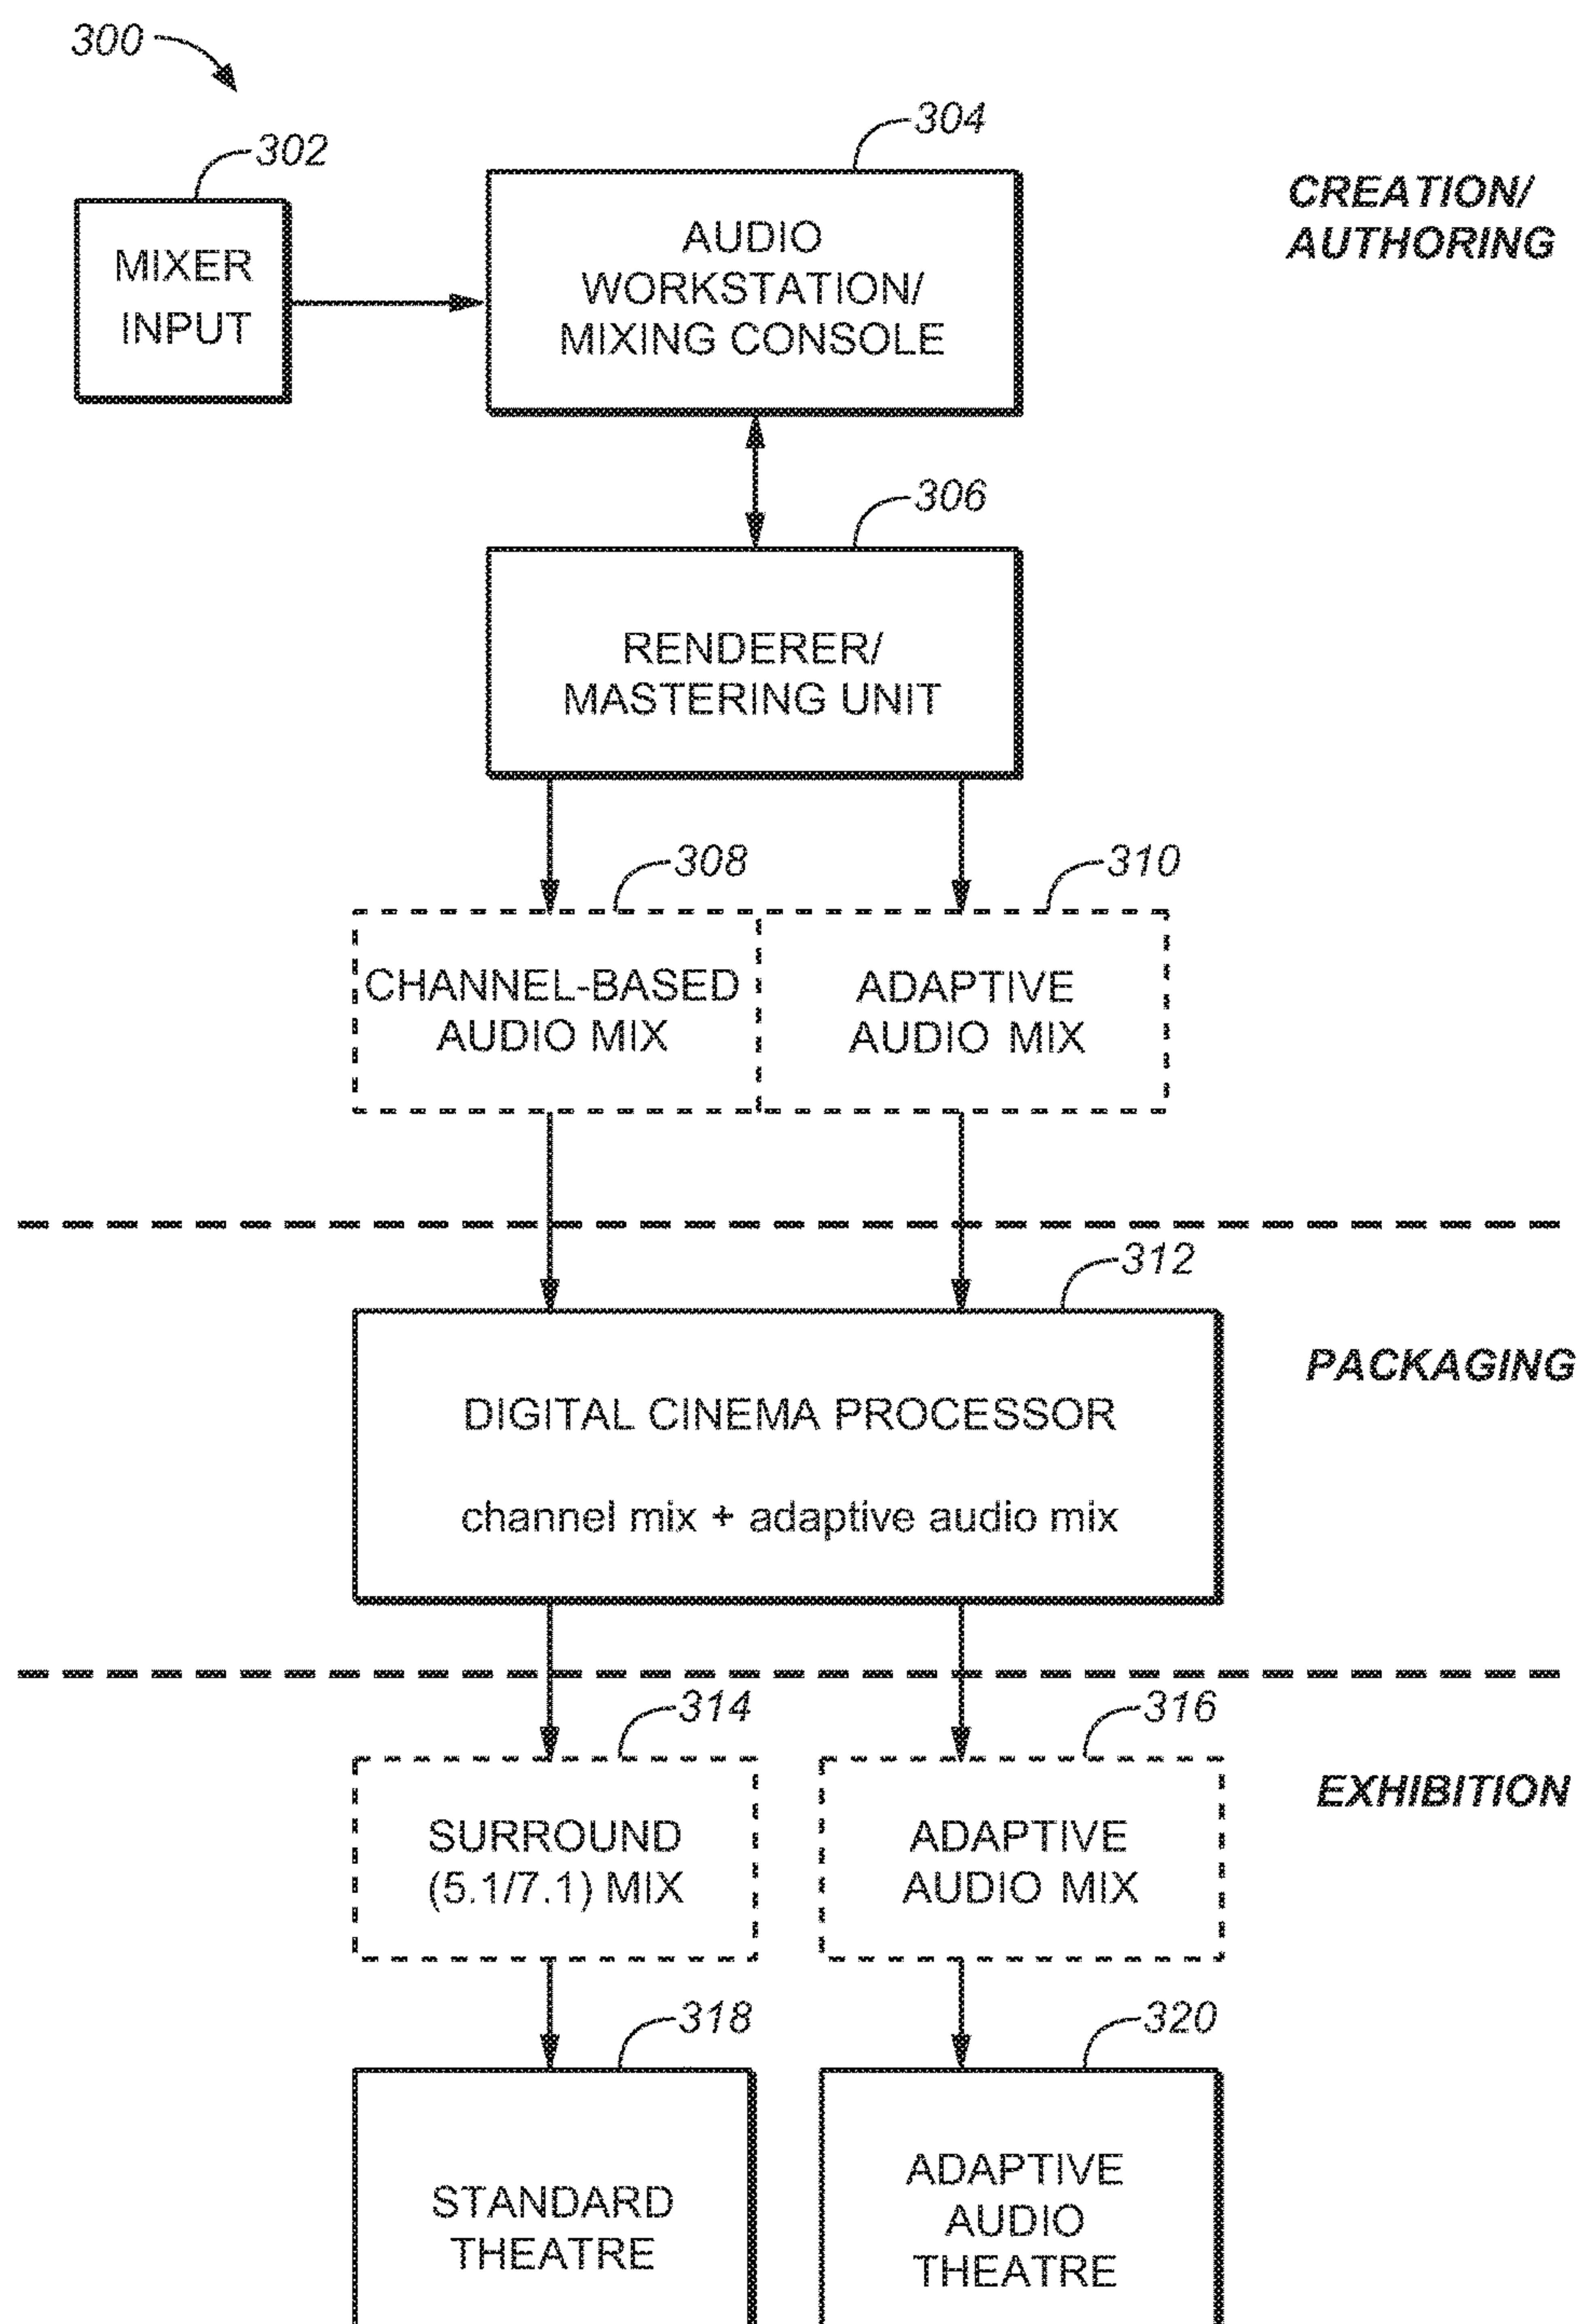 300
302
304
MIXER
INPUT
AUDIO
WORKSTATION/
MIXING CONSOLE
CREATION/
AUTHORING
306
RENDERER/
MASTERING UNIT
308
310
CHANNEL-BASED
AUDIO MIX
ADAPTIVE
AUDIO MIX
312
DIGITAL CINEMA PROCESSOR
channel mix + adaptive audio mix
PACKAGING
314
316
SURROUND
(5.1/7.1) MIX
ADAPTIVE
AUDIO MIX
EXHIBITION
318
320
STANDARD
THEATRE
ADAPTIVE
AUDIO
THEATRE